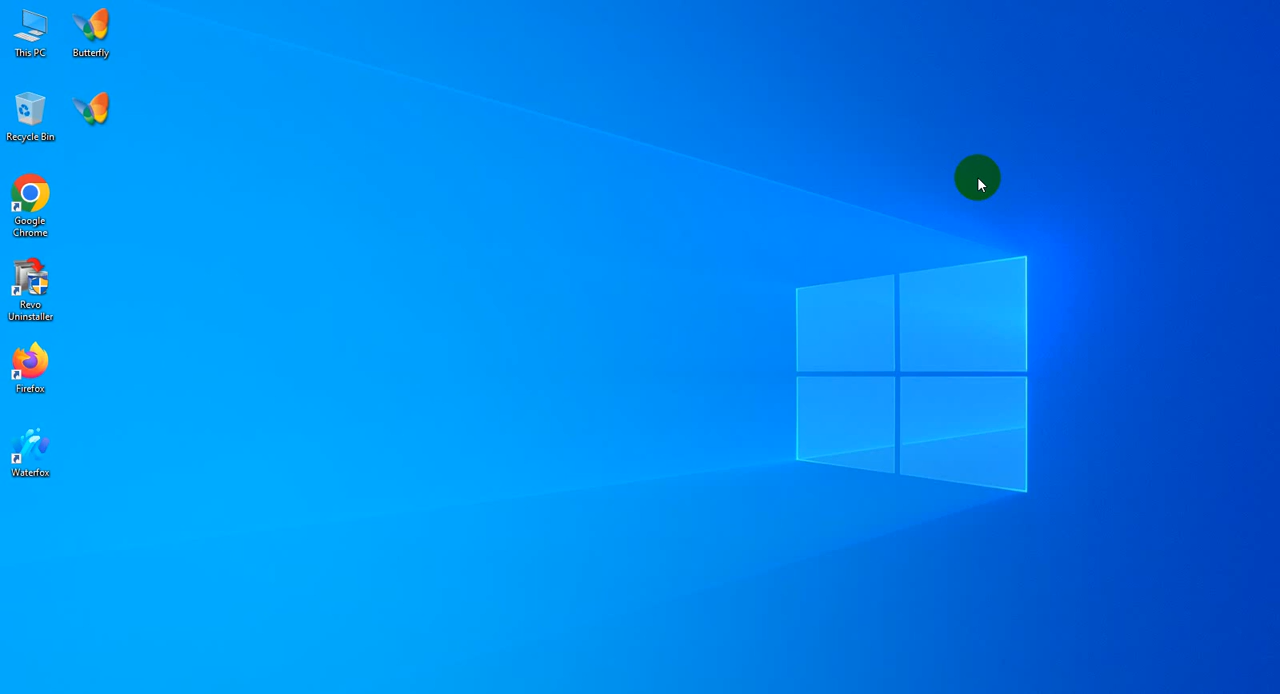 This PC
Butterfly
Recycle Bin
Google
Chrome
Revo
Uninstaller
Firefox
Waterfox